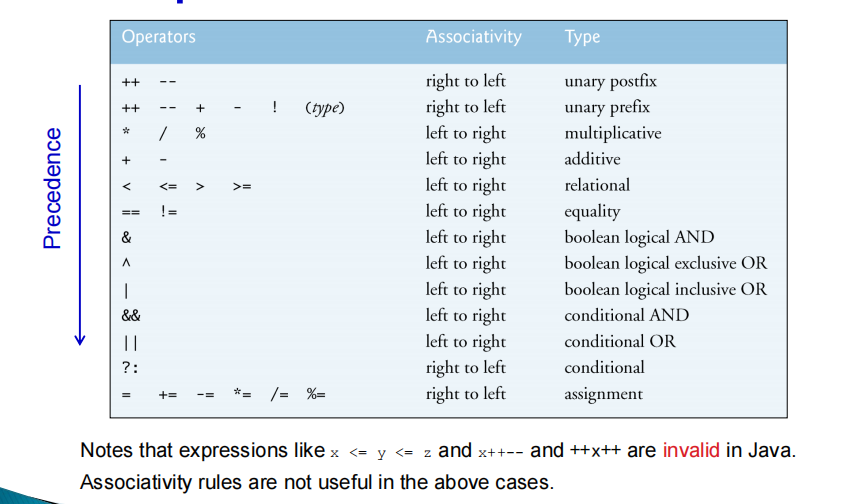 Operators Associativity Type
++ -- right to left unary postfix
++ -- + - ! (type) right to left unary prefix
* / % left to right multiplicative
+ - left to right additive
< <= > >= left to right relational
== != left to right equality
& left to right boolean logical AND
^ left to right boolean logical exclusive OR
| left to right boolean logical inclusive OR
&& left to right conditional AND
|| left to right conditional OR
?: right to left conditional
= += -= *= /= %= right to left assignment
Precedence
Notes that expressions like x <= y <= z and x++-- and ++x++ are invalid in Java.
Associativity rules are not useful in the above cases.